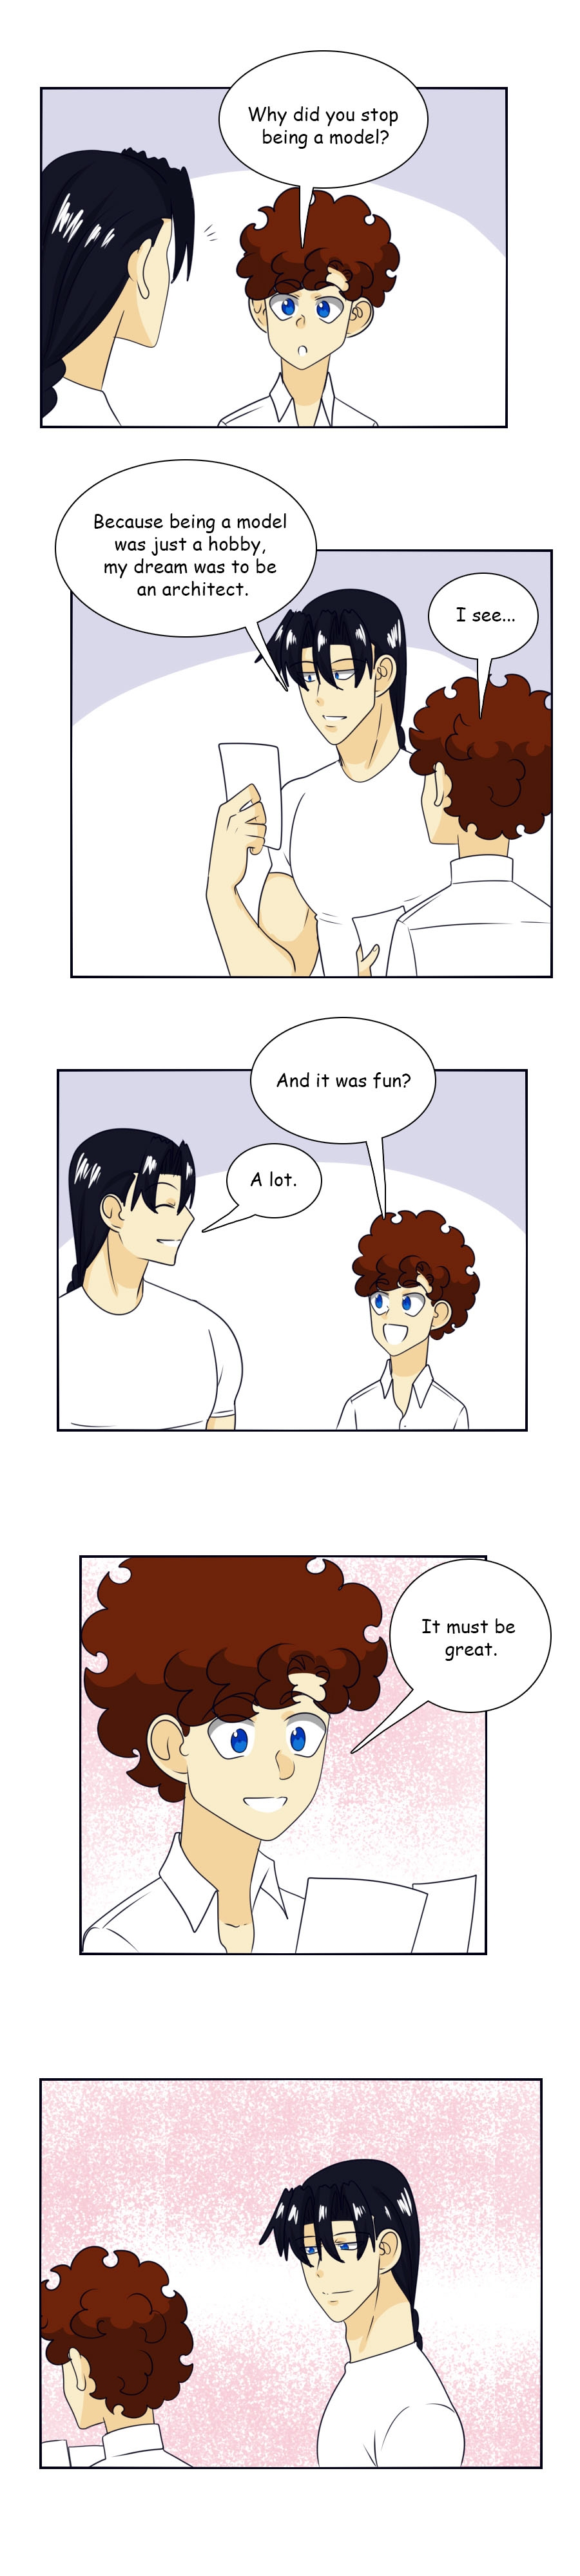 Why did you stop
being a model?
Because being a model
was just a hobby,
my dream was to be
an architect.
I see...
And it was fun?
A lot.
It must be
great.